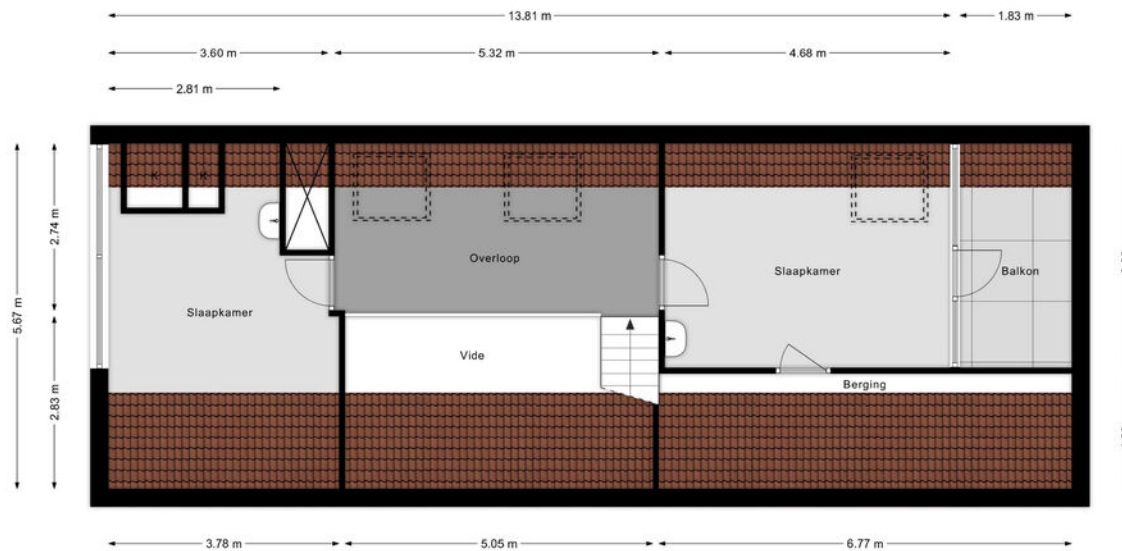 13.81 m
1.83 m
3.60 m
5.32 m
4.68 m
2.81 m
K
K
2.74 m
Overloop
Slaapkamer
Balkon
5.67 m
Slaapkamer
Vide
Berging
2.83 m
3.78 m
5.05 m
6.77 m